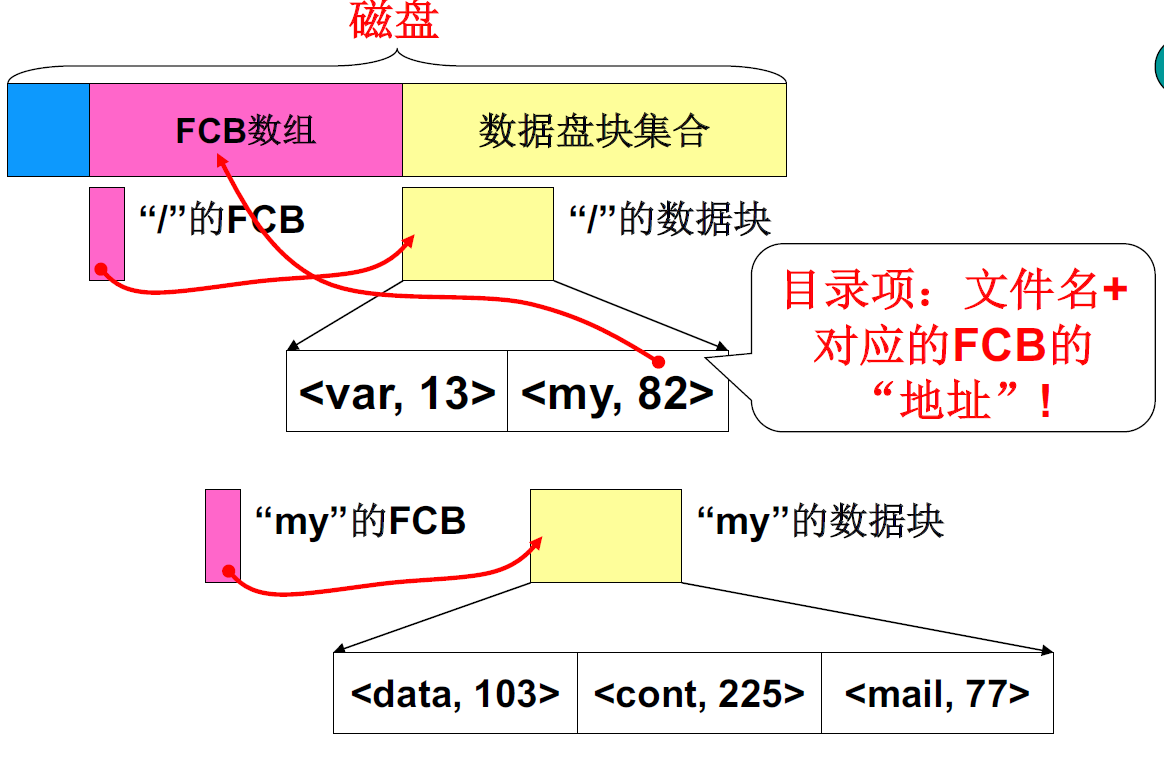 磁盘
FCB数组
数据盘块集合
“/”的FCB
“/”的数据块
目录项：文件名+
对应的FCB的
“地址”！
<var, 13>
<my, 82>
“my”的FCB
“my”的数据块
<data, 103>
<cont, 225>
<mail, 77>